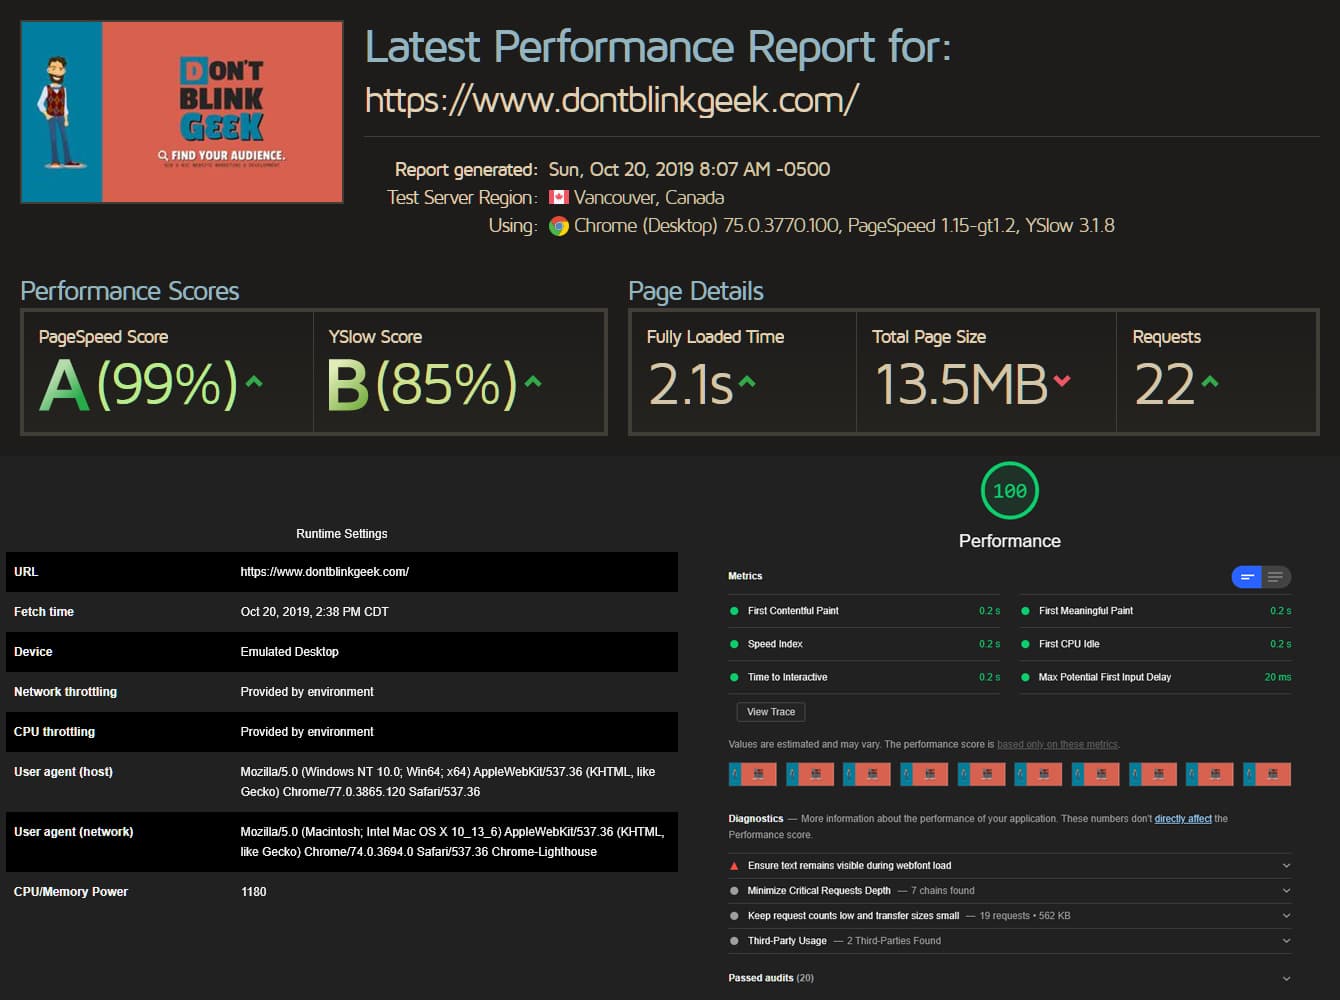 DON'T
BLINK
GEEK
FIND YOUR AUDIENCE.
Latest Performance Report for:
https://www.dontblinkgeek.com/
Report generated: Sun, Oct 20, 2019 8:07 AM -0500
Test Server Region: Vancouver, Canada
Using: Chrome (Desktop) 75.0.3770.100, PageSpeed 1.15-gt1.2, YSlow 3.1.8
Performance Scores
PageSpeed Score
A (99%)
YSlow Score
B (85%)
Page Details
Fully Loaded Time
2.1s
Total Page Size
13.5MB
Requests
22
Runtime Settings
URL https://www.dontblinkgeek.com/
Fetch time Oct 20, 2019, 2:38 PM CDT
Device Emulated Desktop
Network throttling Provided by environment
CPU throttling Provided by environment
User agent (host) Mozilla/5.0 (Windows NT 10.0; Win64; x64) AppleWebKit/537.36 (KHTML, like
Gecko) Chrome/77.0.3865.120 Safari/537.36
User agent (network) Mozilla/5.0 (Macintosh; Intel Mac OS X 10_13_6) AppleWebKit/537.36 (KHTML,
like Gecko) Chrome/74.0.3694.0 Safari/537.36 Chrome-Lighthouse
CPU/Memory Power 1180
100
Performance
Metrics
First Contentful Paint 0.2 s
First Meaningful Paint 0.2 s
Speed Index 0.2 s
First CPU Idle 0.2 s
Time to Interactive 0.2 s
Max Potential First Input Delay 20 ms
View Trace
Values are estimated and may vary. The performance score is based only on these metrics.
Diagnostics — More information about the performance of your application. These numbers don't directly affect the
Performance score.
Ensure text remains visible during webfont load
Minimize Critical Requests Depth — 7 chains found
Keep request counts low and transfer sizes small — 19 requests • 562 KB
Third-Party Usage — 2 Third-Parties Found
Passed audits (20)